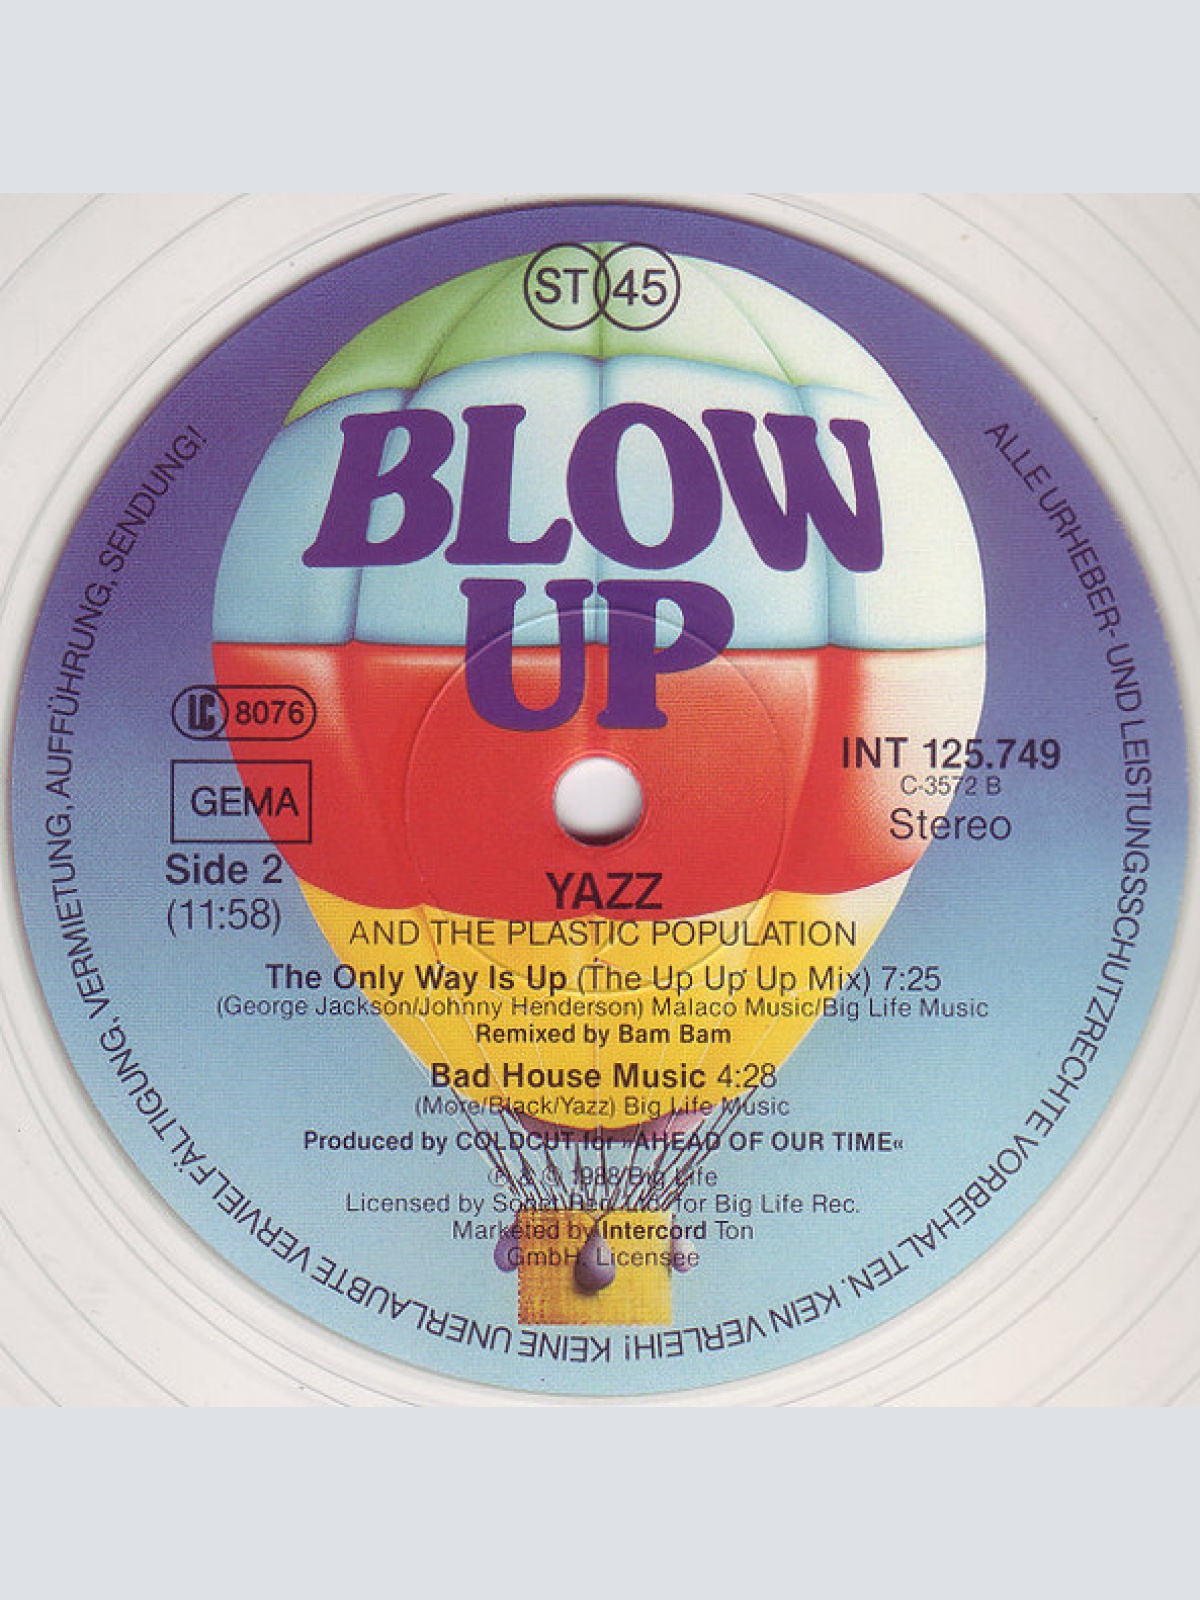 ST 45
BLOW
UP
LC 8076
GEMA
Side 2
(11:58)
INT 125.749
C-3572 B
Stereo
YAZZ
AND THE PLASTIC POPULATION
The Only Way Is Up (The Up Up Up Mix) 7:25
(George Jackson/Johnny Henderson) Malaco Music/Big Life Music
Remixed by Bam Bam
Bad House Music 4:28
(More/Black/Yazz) Big Life Music
Produced by COLDCUT for »AHEAD OF OUR TIME«
℗ & © 1988 Big Life
Licensed by Sonet Rec. Ltd. for Big Life Rec.
Marketed by Intercord Ton
GmbH. Licensee
ALLE URHEBER- UND LEISTUNGSSCHUTZRECHTE VORBEHALTEN. KEIN VERLEIH! KEINE UNERLAUBTE VERVIELFÄLTIGUNG, VERMIETUNG, AUFFÜHRUNG, SENDUNG!